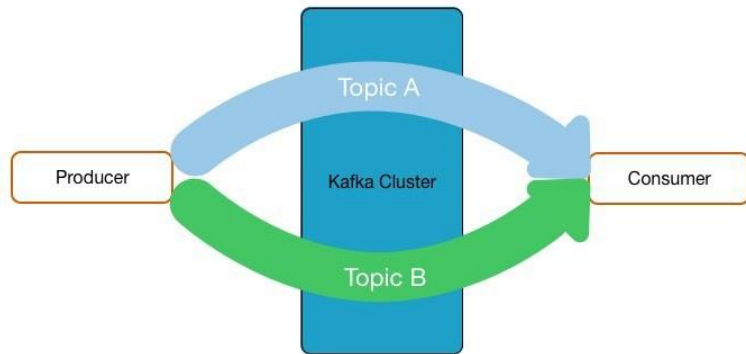 Topic A
Producer
Kafka Cluster
Consumer
Topic B